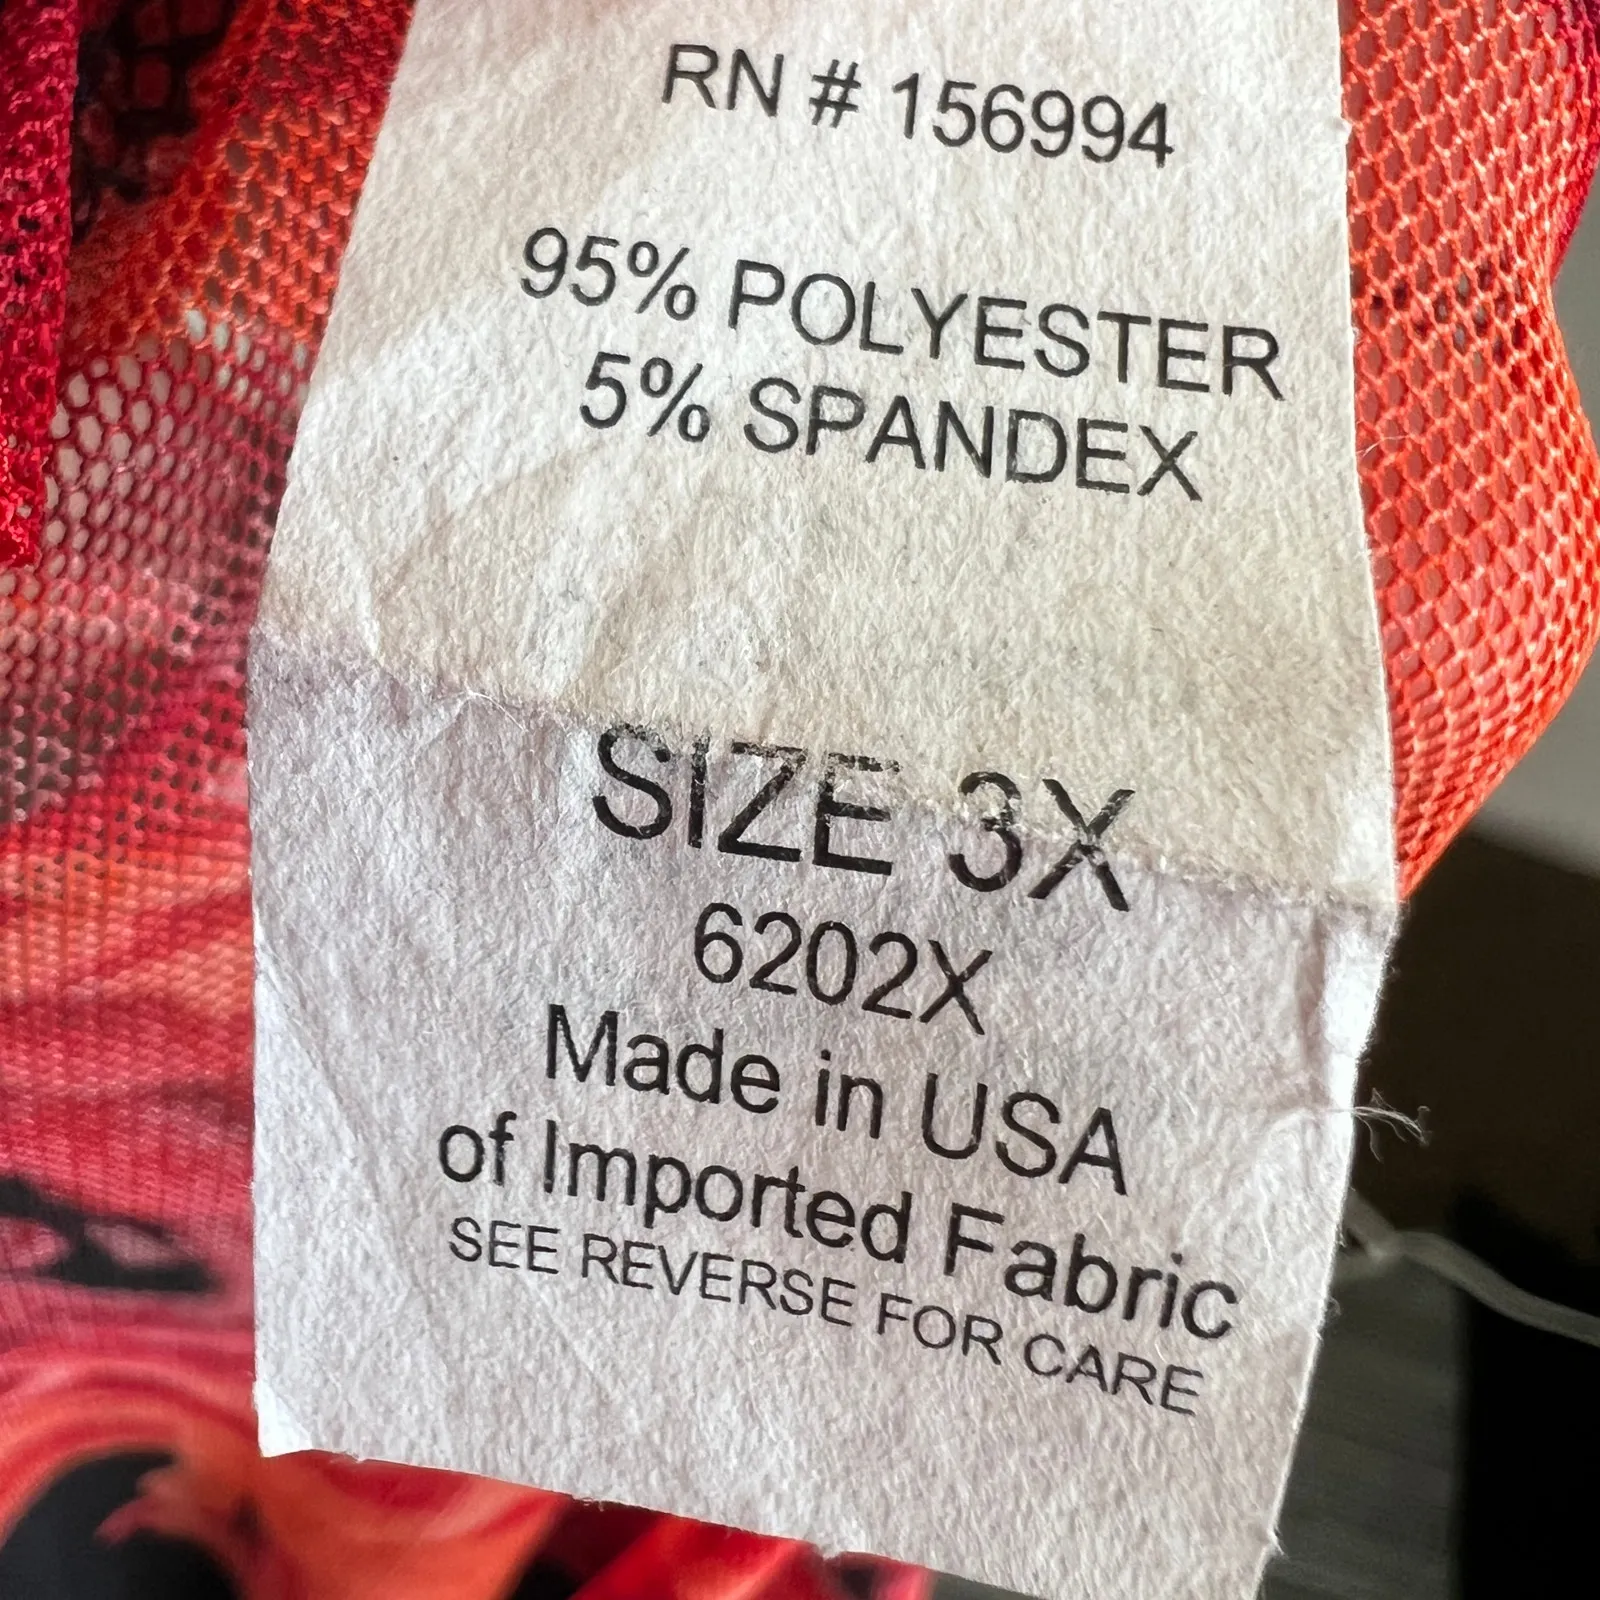 RN # 156994
95% POLYESTER
5% SPANDEX
SIZE 3X
6202X
Made in USA
of Imported Fabric
SEE REVERSE FOR CARE